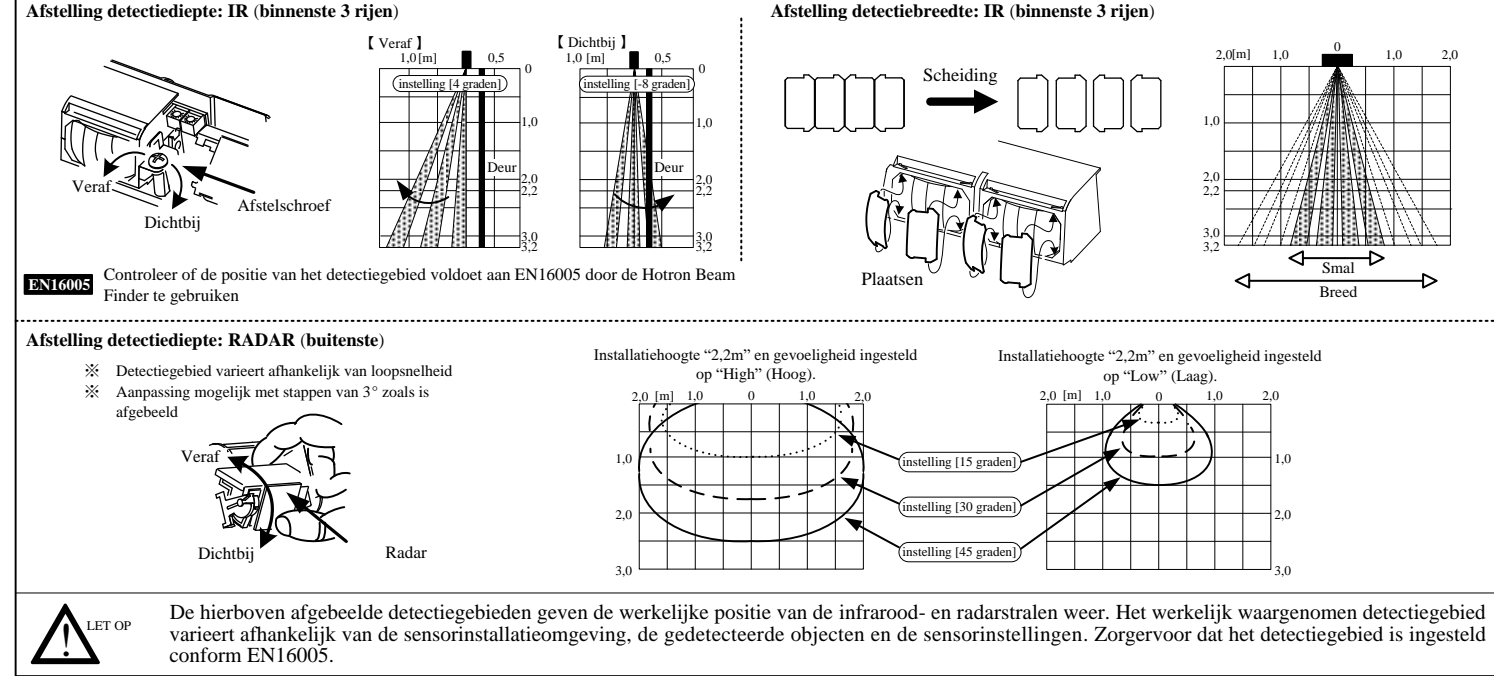 Afstelling detectiediepte: IR (binnenste 3 rijen)
【 Veraf 】
1,0 [m] 0,5
0
instelling [4 graden]
1,0
Deur
2,0
2,2
3,0
3,2
【 Dichtbij 】
1,0 [m] 0,5
0
instelling [-8 graden]
1,0
Deur
2,0
2,2
3,0
3,2
Veraf
Dichtbij
Afstelschroef
EN16005
Controleer of de positie van het detectiegebied voldoet aan EN16005 door de Hotron Beam
Finder te gebruiken
Afstelling detectiebreedte: IR (binnenste 3 rijen)
Scheiding
Plaatsen
2,0[m] 1,0 0 1,0 2,0
1,0
2,0
2,2
3,0
3,2
Smal
Breed
Afstelling detectiediepte: RADAR (buitenste)
※ Detectiegebied varieert afhankelijk van loopsnelheid
※ Aanpassing mogelijk met stappen van 3° zoals is
afgebeeld
Veraf
Dichtbij
Radar
Installatiehoogte “2,2m” en gevoeligheid ingesteld
op “High” (Hoog).
2,0 [m] 1,0 0 1,0 2,0
1,0
2,0
3,0
instelling [15 graden]
instelling [30 graden]
instelling [45 graden]
Installatiehoogte “2,2m” en gevoeligheid ingesteld
op “Low” (Laag).
2,0 [m] 1,0 0 1,0 2,0
1,0
2,0
3,0
LET OP
De hierboven afgebeelde detectiegebieden geven de werkelijke positie van de infrarood- en radarstralen weer. Het werkelijk waargenomen detectiegebied
varieert afhankelijk van de sensorinstallatieomgeving, de gedetecteerde objecten en de sensorinstellingen. Zorgervoor dat het detectiegebied is ingesteld
conform EN16005.